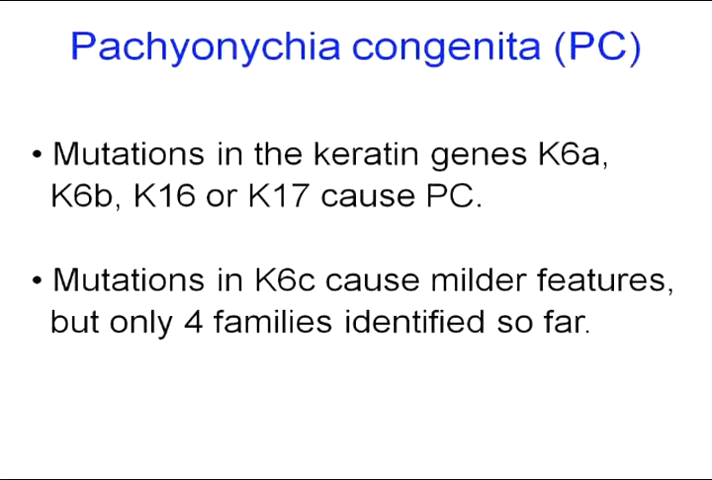 Pachyonychia congenita (PC)
• Mutations in the keratin genes K6a,
K6b, K16 or K17 cause PC.
• Mutations in K6c cause milder features,
but only 4 families identified so far.